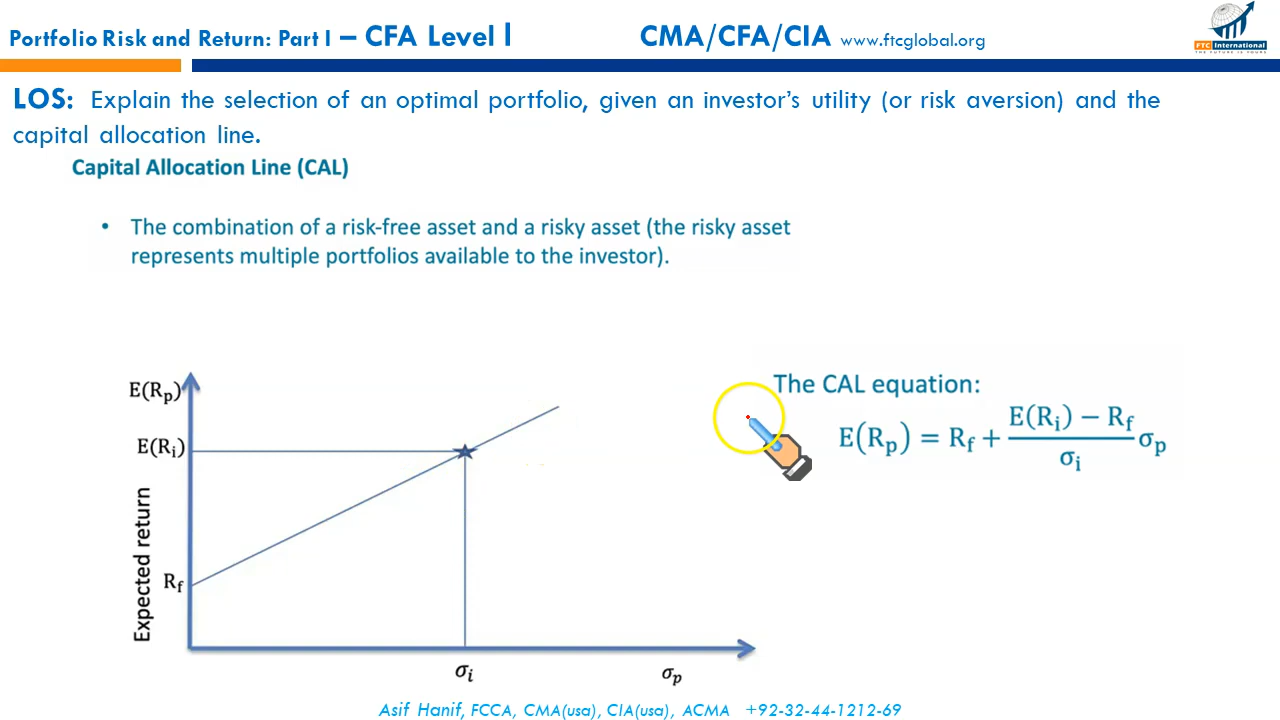 Portfolio Risk and Return: Part I – CFA Level I
CMA/CFA/CIA www.ftcglobal.org
FTC International
THE FUTURE IS YOURS
LOS: Explain the selection of an optimal portfolio, given an investor's utility (or risk aversion) and the
capital allocation line.
Capital Allocation Line (CAL)
• The combination of a risk-free asset and a risky asset (the risky asset
represents multiple portfolios available to the investor).
E(Rp)
E(Ri)
Rf
Expected return
σi
σp
The CAL equation:
E(Rp) = Rf + (E(Ri) − Rf)/σi σp
Asif Hanif, FCCA, CMA(usa), CIA(usa), ACMA +92-32-44-1212-69